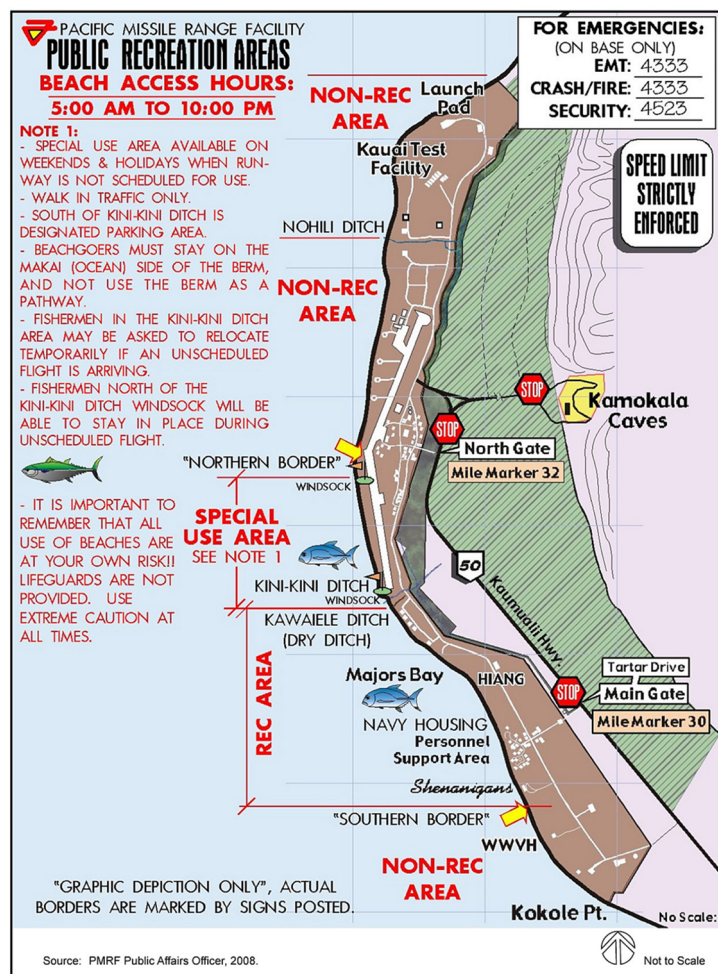 PACIFIC MISSILE RANGE FACILITY
PUBLIC RECREATION AREAS
BEACH ACCESS HOURS:
5:00 AM TO 10:00 PM
NOTE 1:
- SPECIAL USE AREA AVAILABLE ON
WEEKENDS & HOLIDAYS WHEN RUN-
WAY IS NOT SCHEDULED FOR USE.
- WALK IN TRAFFIC ONLY.
- SOUTH OF KINI-KINI DITCH IS
DESIGNATED PARKING AREA.
- BEACHGOERS MUST STAY ON THE
MAKAI (OCEAN) SIDE OF THE BERM,
AND NOT USE THE BERM AS A
PATHWAY.
- FISHERMEN IN THE KINI-KINI DITCH
AREA MAY BE ASKED TO RELOCATE
TEMPORARILY IF AN UNSCHEDULED
FLIGHT IS ARRIVING.
- FISHERMEN NORTH OF THE
KINI-KINI DITCH WINDSOCK WILL BE
ABLE TO STAY IN PLACE DURING
UNSCHEDULED FLIGHT.
- IT IS IMPORTANT TO
REMEMBER THAT ALL
USE OF BEACHES ARE
AT YOUR OWN RISK!!
LIFEGUARDS ARE NOT
PROVIDED. USE
EXTREME CAUTION AT
ALL TIMES.
FOR EMERGENCIES:
(ON BASE ONLY)
EMT: 4333
CRASH/FIRE: 4333
SECURITY: 4523
SPEED LIMIT
STRICTLY
ENFORCED
NON-REC
AREA
Launch
Pad
Kauai Test
Facility
NOHILI DITCH
NON-REC
AREA
STOP
Kamokala
Caves
STOP
North Gate
Mile Marker 32
"NORTHERN BORDER"
WINDSOCK
SPECIAL
USE AREA
SEE NOTE 1
KINI-KINI DITCH
WINDSOCK
KAWAIELE DITCH
(DRY DITCH)
50
Kaumualii Hwy.
REC AREA
Majors Bay
HIANG
Tartar Drive
STOP
Main Gate
Mile Marker 30
NAVY HOUSING
Personnel
Support Area
Shenanigans
"SOUTHERN BORDER"
WWVH
NON-REC
AREA
Kokole Pt.
"GRAPHIC DEPICTION ONLY", ACTUAL
BORDERS ARE MARKED BY SIGNS POSTED.
No Scale:
Source: PMRF Public Affairs Officer, 2008.
Not to Scale